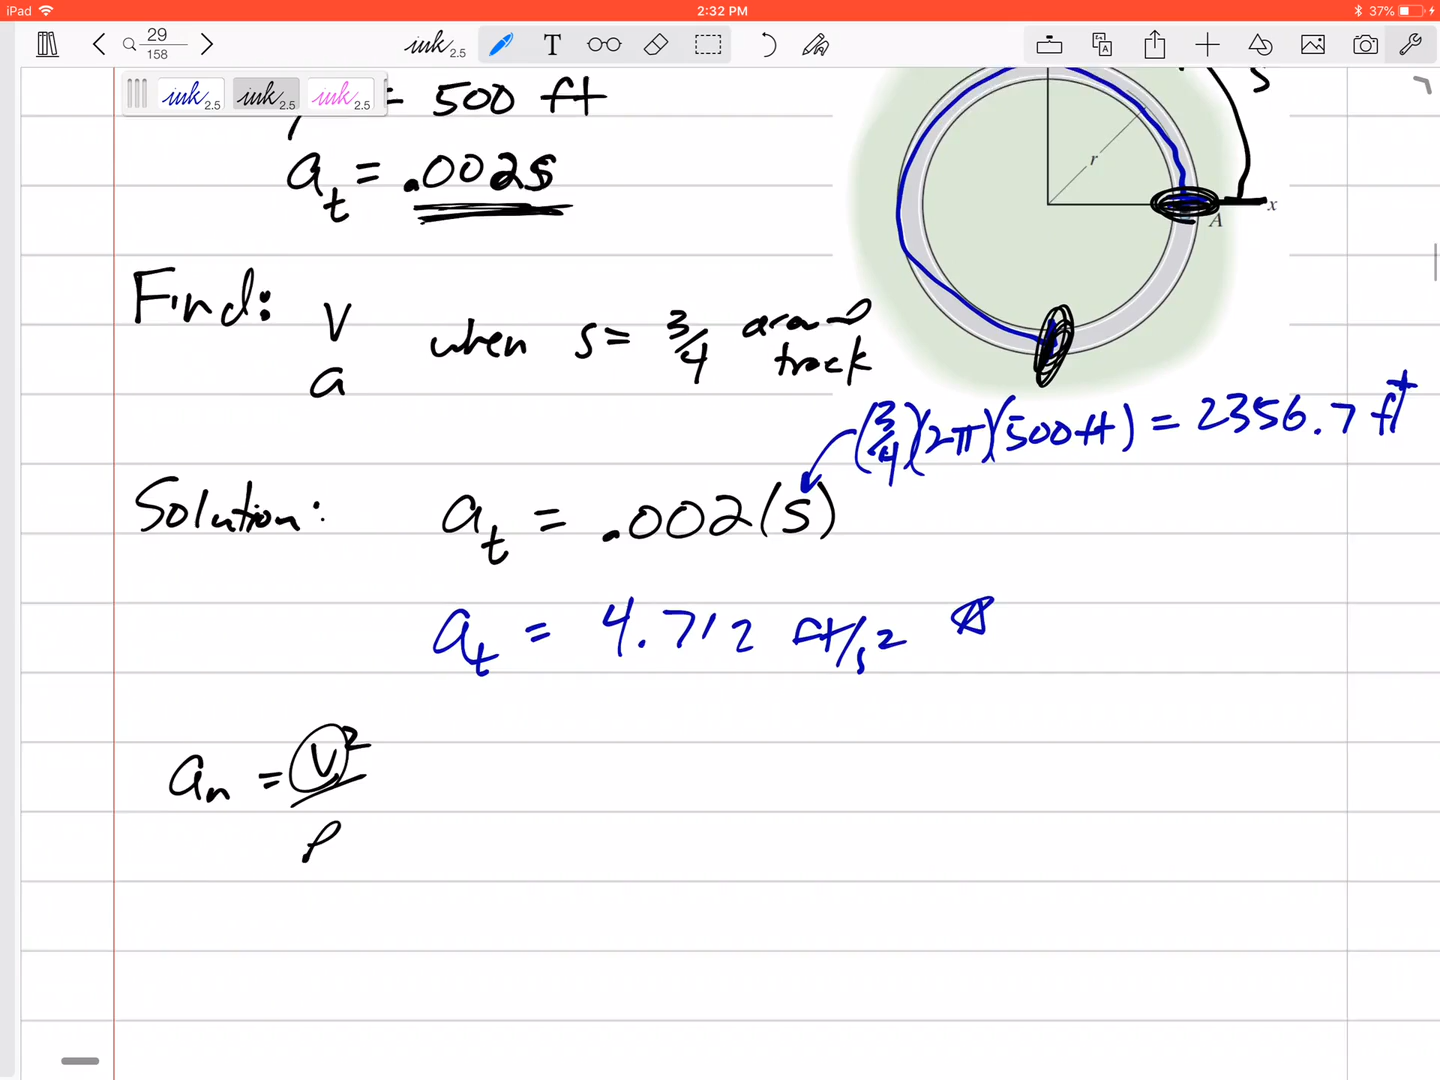 iPad 2:32 PM 37%
29
158
ink 2.5 T
ink 2.5 ink 2.5 ink 2.5
= 500 ft
a_t = .002s
r
x
A
S
Find: V
a
when s = 3/4 around track
(3/4)(2π)(500ft) = 2356.7 ft
Solution: a_t = .002(s)
a_t = 4.712 ft/s²
a_n = v²/ρ